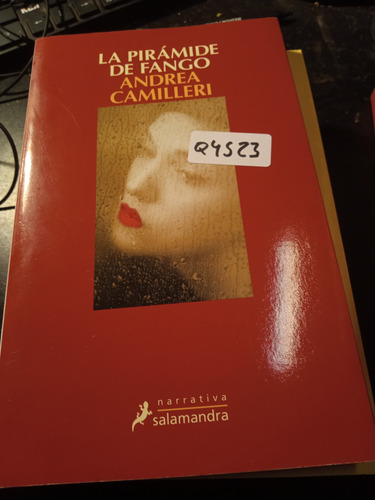 LA PIRÁMIDE
DE FANGO
ANDREA
CAMILLERI
Q4523
narrativa
salamandra